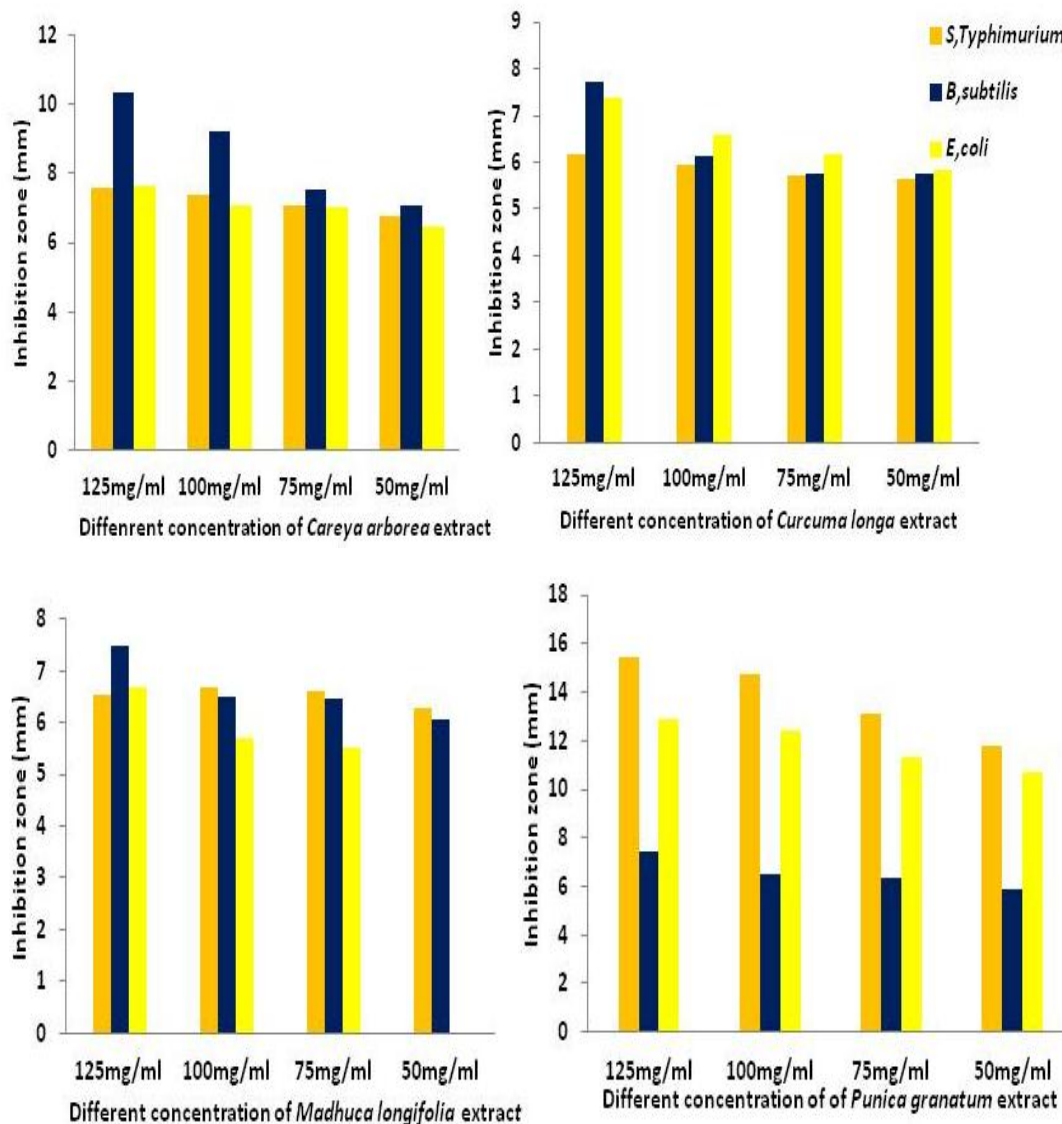 12
10
8
6
4
2
0
Inhibition zone (mm)
125mg/ml 100mg/ml 75mg/ml 50mg/ml
Differrent concentration of Careya arborea extract
9
8
7
6
5
4
3
2
1
0
Inhibition zone (mm)
125mg/ml 100mg/ml 75mg/ml 50mg/ml
Different concentration of Curcuma longa extract
S,Typhimurium
B,subtilis
E,coli
8
7
6
5
4
3
2
1
0
Inhibition zone (mm)
125mg/ml 100mg/ml 75mg/ml 50mg/ml
Different concentration of Madhuca longifolia extract
18
16
14
12
10
8
6
4
2
0
Inhibition zone (mm)
125mg/ml 100mg/ml 75mg/ml 50mg/ml
Different concentration of of Punica granatum extract